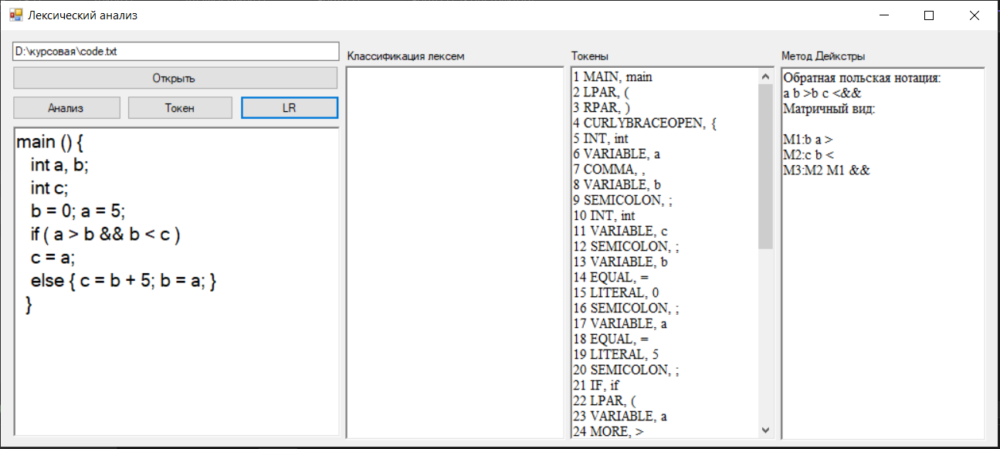 Лексический анализ
D:\курсовая\code.txt
Открыть
Анализ
Токен
LR
main () {
int a, b;
int c;
b = 0; a = 5;
if ( a > b && b < c )
c = a;
else { c = b + 5; b = a; }
}
Классификация лексем
Токены
1 MAIN, main
2 LPAR, (
3 RPAR, )
4 CURLYBRACEOPEN, {
5 INT, int
6 VARIABLE, a
7 COMMA, ,
8 VARIABLE, b
9 SEMICOLON, ;
10 INT, int
11 VARIABLE, c
12 SEMICOLON, ;
13 VARIABLE, b
14 EQUAL, =
15 LITERAL, 0
16 SEMICOLON, ;
17 VARIABLE, a
18 EQUAL, =
19 LITERAL, 5
20 SEMICOLON, ;
21 IF, if
22 LPAR, (
23 VARIABLE, a
24 MORE, >
Метод Дейкстры
Обратная польская нотация:
a b >b c <&&
Матричный вид:
M1:b a >
M2:c b <
M3:M2 M1 &&